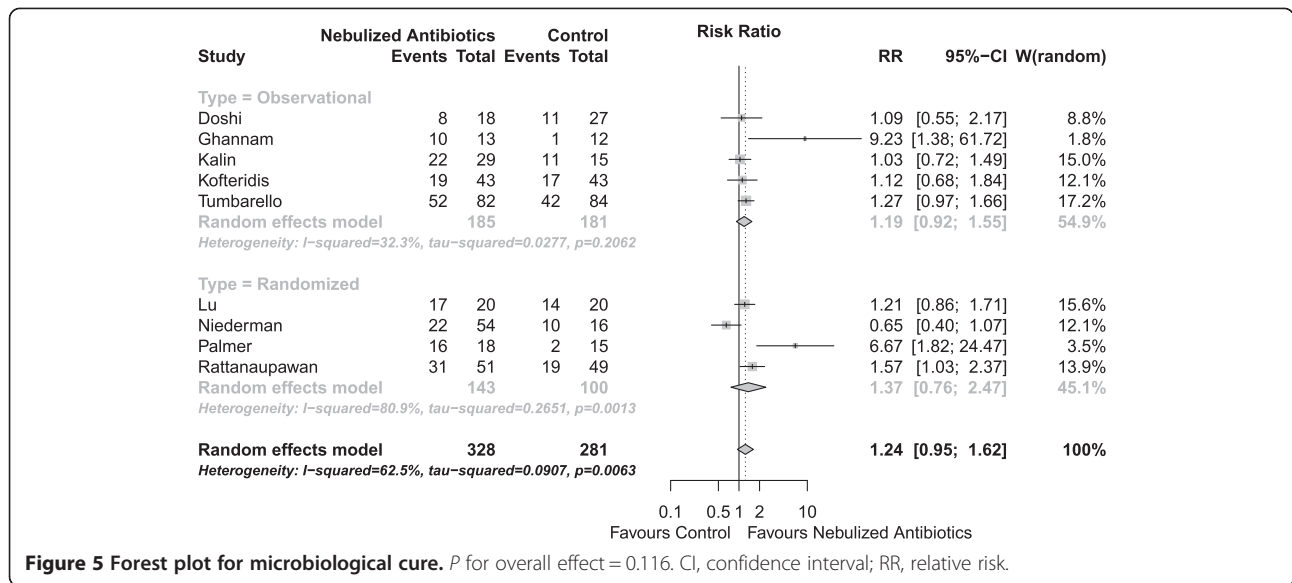 Nebulized Antibiotics Control Risk Ratio
Study Events Total Events Total RR 95%−CI W(random)
Type = Observational
Doshi 8 18 11 27 1.09 [0.55; 2.17] 8.8%
Ghannam 10 13 1 12 9.23 [1.38; 61.72] 1.8%
Kalin 22 29 11 15 1.03 [0.72; 1.49] 15.0%
Kofteridis 19 43 17 43 1.12 [0.68; 1.84] 12.1%
Tumbarello 52 82 42 84 1.27 [0.97; 1.66] 17.2%
Random effects model 185 181 1.19 [0.92; 1.55] 54.9%
Heterogeneity: I−squared=32.3%, tau−squared=0.0277, p=0.2062
Type = Randomized
Lu 17 20 14 20 1.21 [0.86; 1.71] 15.6%
Niederman 22 54 10 16 0.65 [0.40; 1.07] 12.1%
Palmer 16 18 2 15 6.67 [1.82; 24.47] 3.5%
Rattanaupawan 31 51 19 49 1.57 [1.03; 2.37] 13.9%
Random effects model 143 100 1.37 [0.76; 2.47] 45.1%
Heterogeneity: I−squared=80.9%, tau−squared=0.2651, p=0.0013
Random effects model 328 281 1.24 [0.95; 1.62] 100%
Heterogeneity: I−squared=62.5%, tau−squared=0.0907, p=0.0063
0.1 0.5 1 2 10
Favours Control Favours Nebulized Antibiotics
Figure 5 Forest plot for microbiological cure. P for overall effect = 0.116. CI, confidence interval; RR, relative risk.